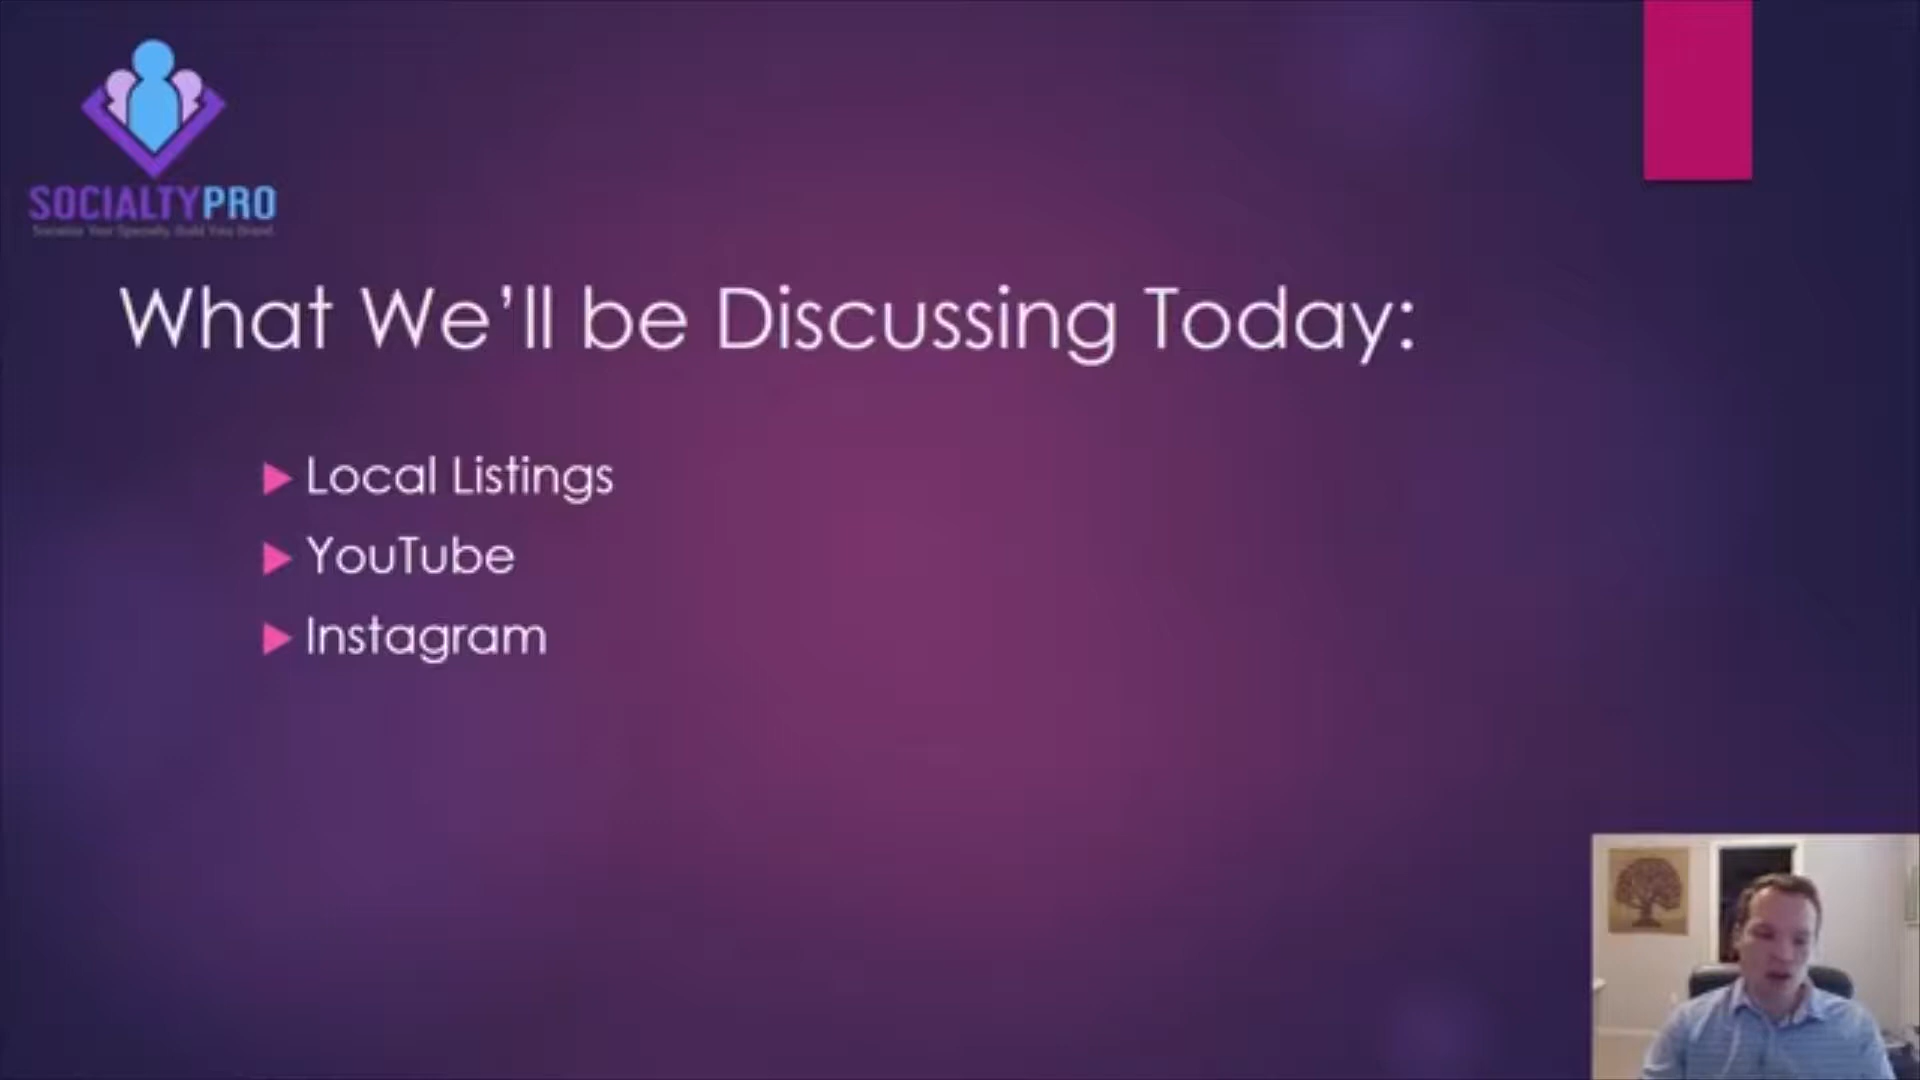 SOCIALTYPRO
What We’ll be Discussing Today:
Local Listings
YouTube
Instagram